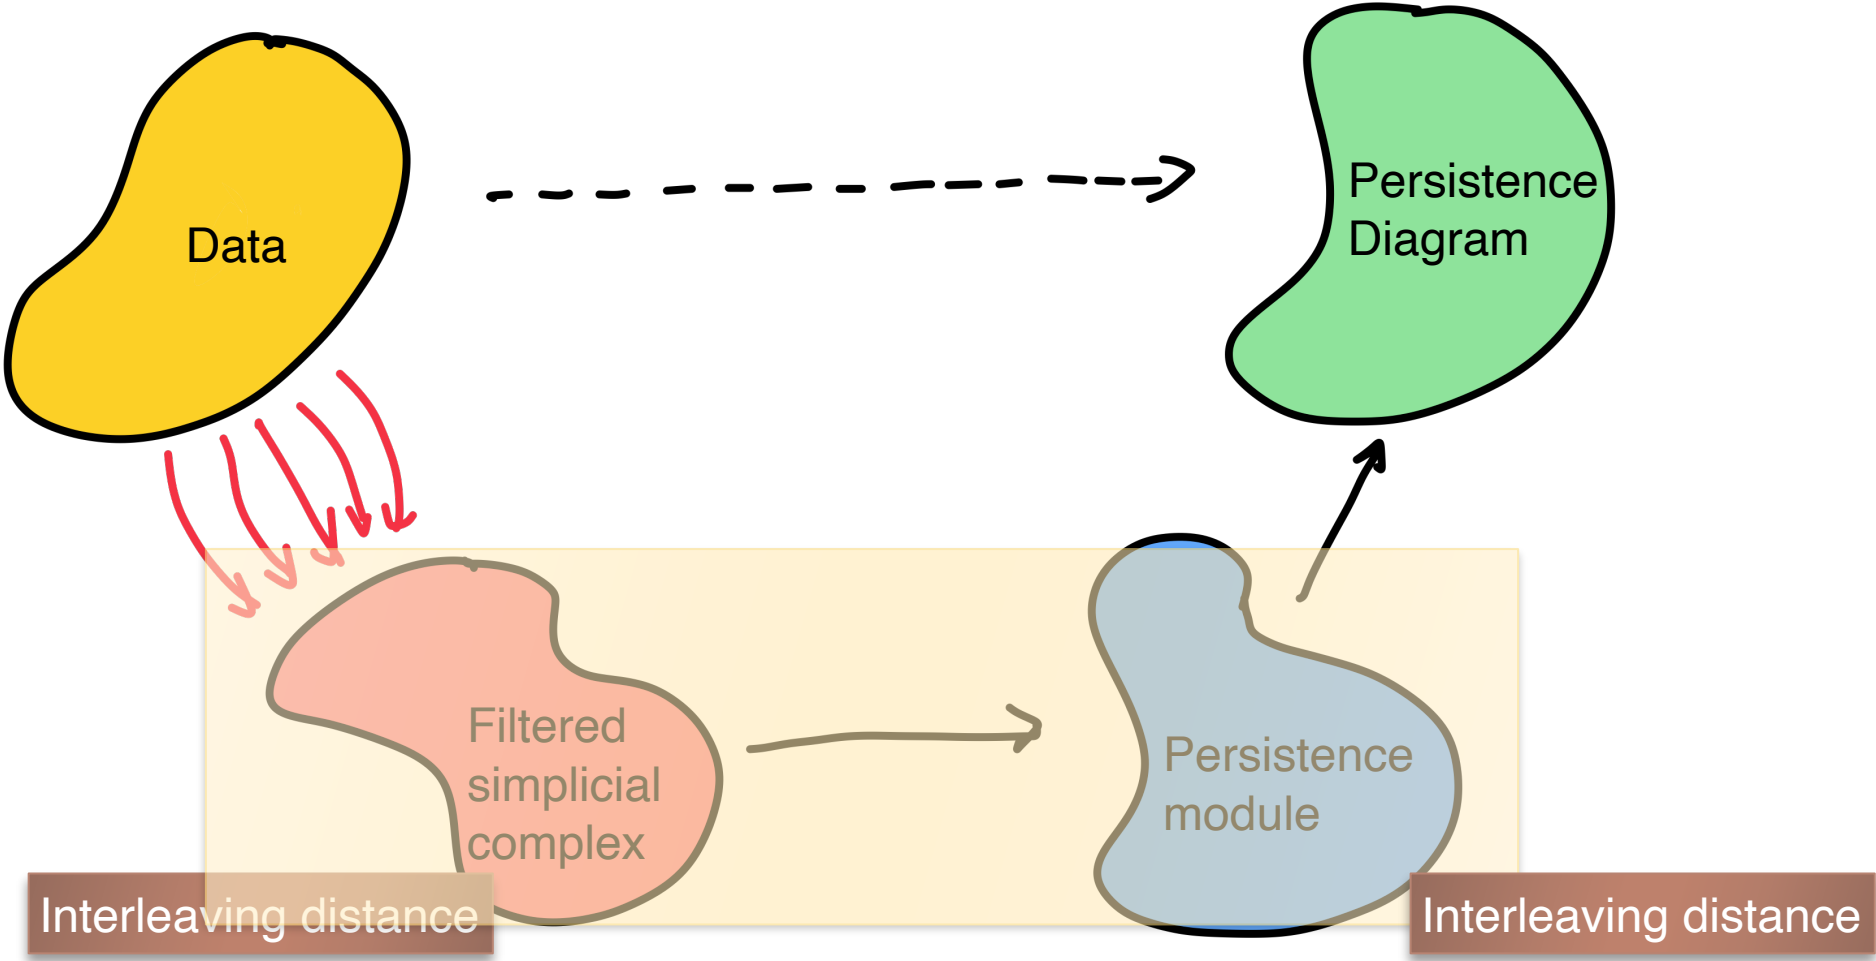 Data
Persistence
Diagram
Filtered
simplicial
complex
Persistence
module
Interleaving distance
Interleaving distance